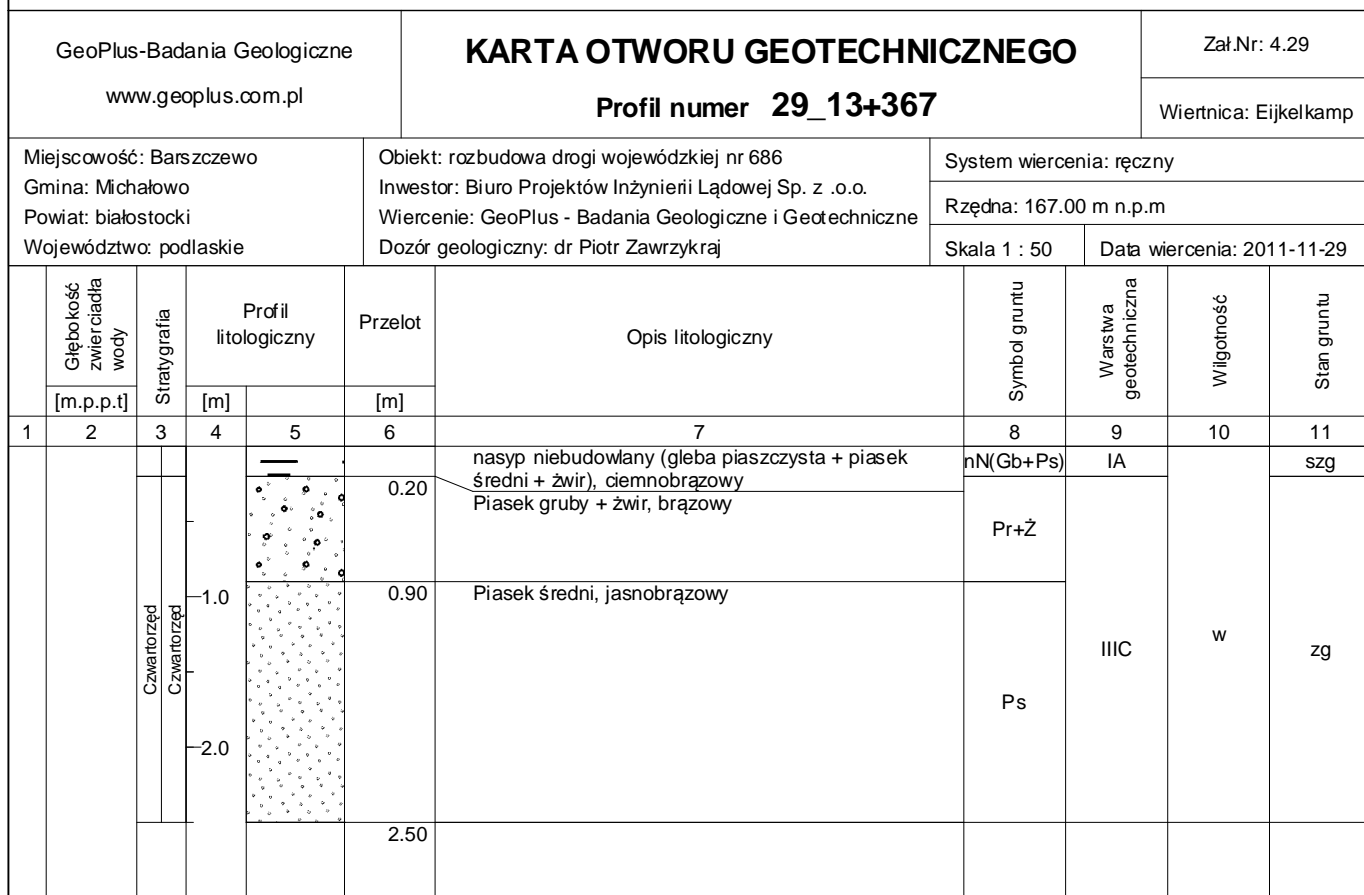 GeoPlus-Badania Geologiczne
www.geoplus.com.pl
KARTA OTWORU GEOTECHNICZNEGO
Profil numer 29_13+367
Zał.Nr: 4.29
Wiertnica: Eijkelkamp
Miejscowość: Barszczewo
Gmina: Michałowo
Powiat: białostocki
Województwo: podlaskie
Obiekt: rozbudowa drogi wojewódzkiej nr 686
Inwestor: Biuro Projektów Inżynierii Lądowej Sp. z .o.o.
Wiercenie: GeoPlus - Badania Geologiczne i Geotechniczne
Dozór geologiczny: dr Piotr Zawrzykraj
System wiercenia: ręczny
Rzędna: 167.00 m n.p.m
Skala 1 : 50
Data wiercenia: 2011-11-29
Głębokość
zwierciadła
wody
[m.p.p.t]
Stratygrafia
Profil
litologiczny
[m]
Przelot
[m]
Opis litologiczny
Symbol gruntu
Warstwa
geotechniczna
Wilgotność
Stan gruntu
1 2 3 4 5 6 7 8 9 10 11
nasyp niebudowlany (gleba piaszczysta + piasek
średni + żwir), ciemnobrązowy
nN(Gb+Ps)
IA
szg
0.20
Piasek gruby + żwir, brązowy
Pr+Ż
1.0
0.90
Piasek średni, jasnobrązowy
Czwartorzęd
Czwartorzęd
IIIC
w
zg
Ps
2.0
2.50